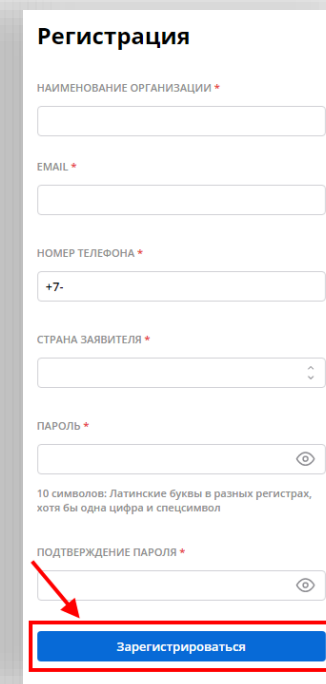 Регистрация
НАИМЕНОВАНИЕ ОРГАНИЗАЦИИ *
EMAIL *
НОМЕР ТЕЛЕФОНА *
+7-
СТРАНА ЗАЯВИТЕЛЯ *
ПАРОЛЬ *
10 символов: Латинские буквы в разных регистрах,
хотя бы одна цифра и спецсимвол
ПОДТВЕРЖДЕНИЕ ПАРОЛЯ *
Зарегистрироваться